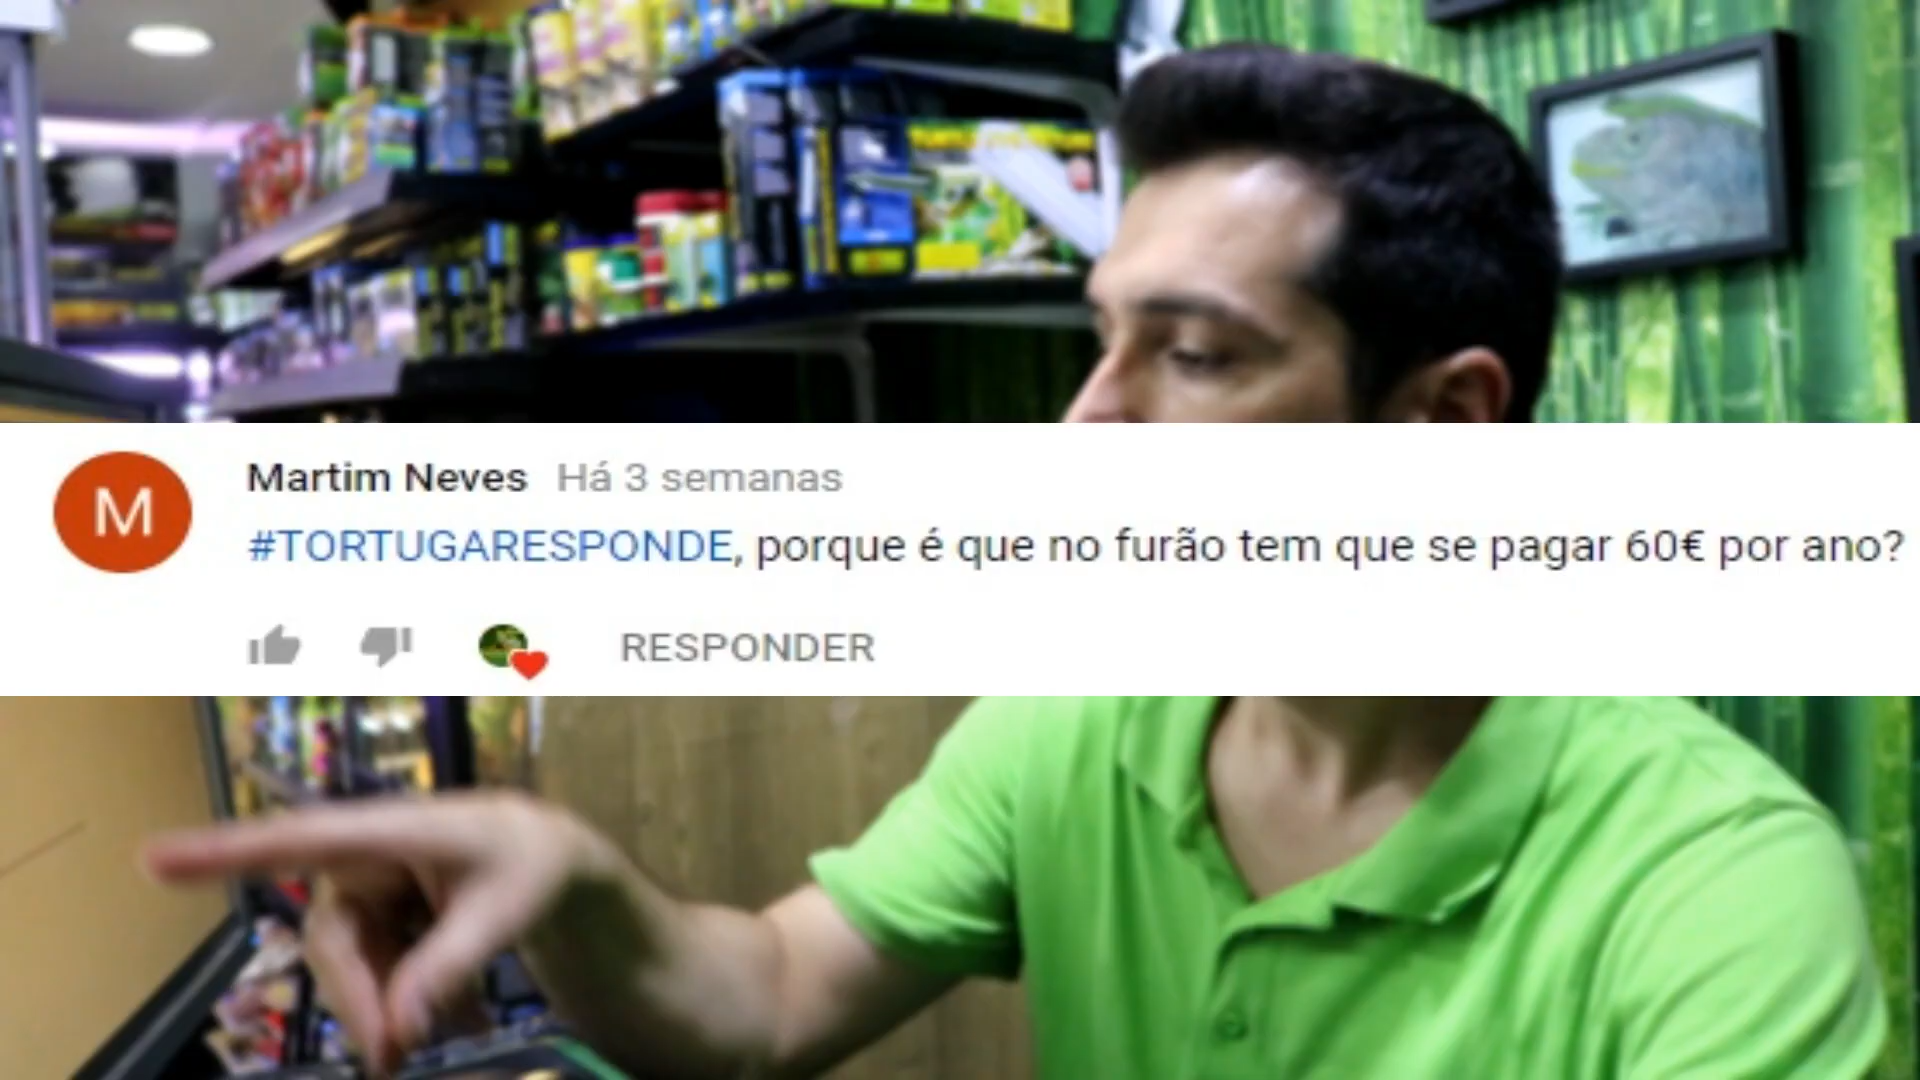 M
Martim Neves Há 3 semanas
#TORTUGARESPONDE, porque é que no furão tem que se pagar 60€ por ano?
RESPONDER